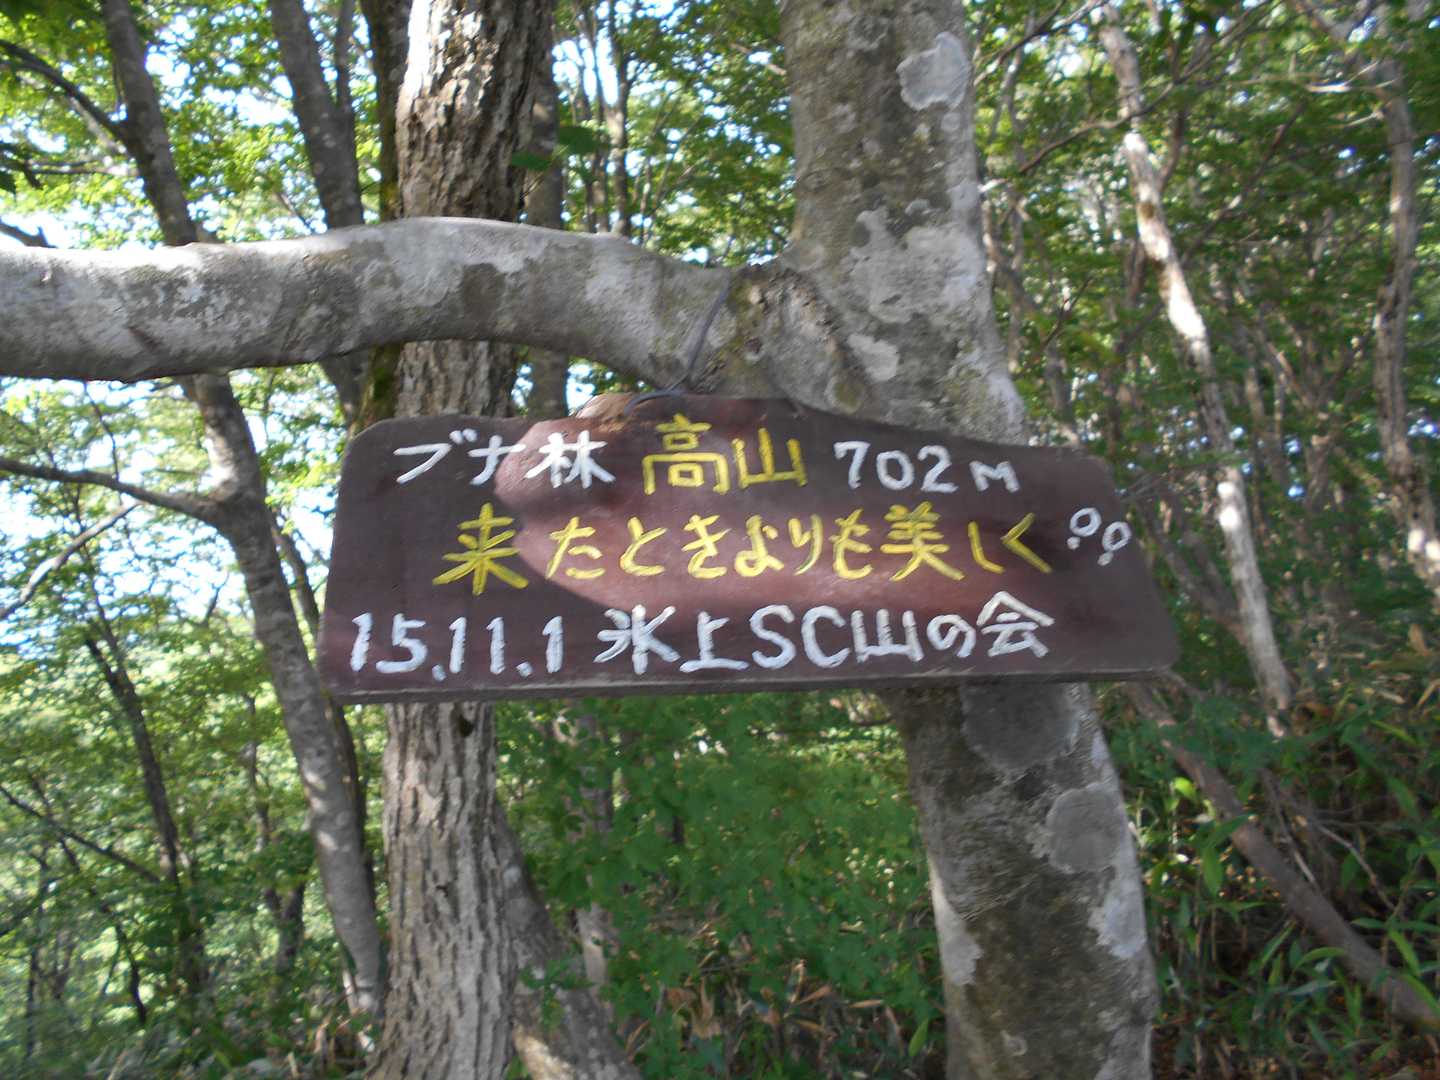 ブナ林 高山 702m
来たときよりも美しく!!
15.11.1 氷上SC山の会